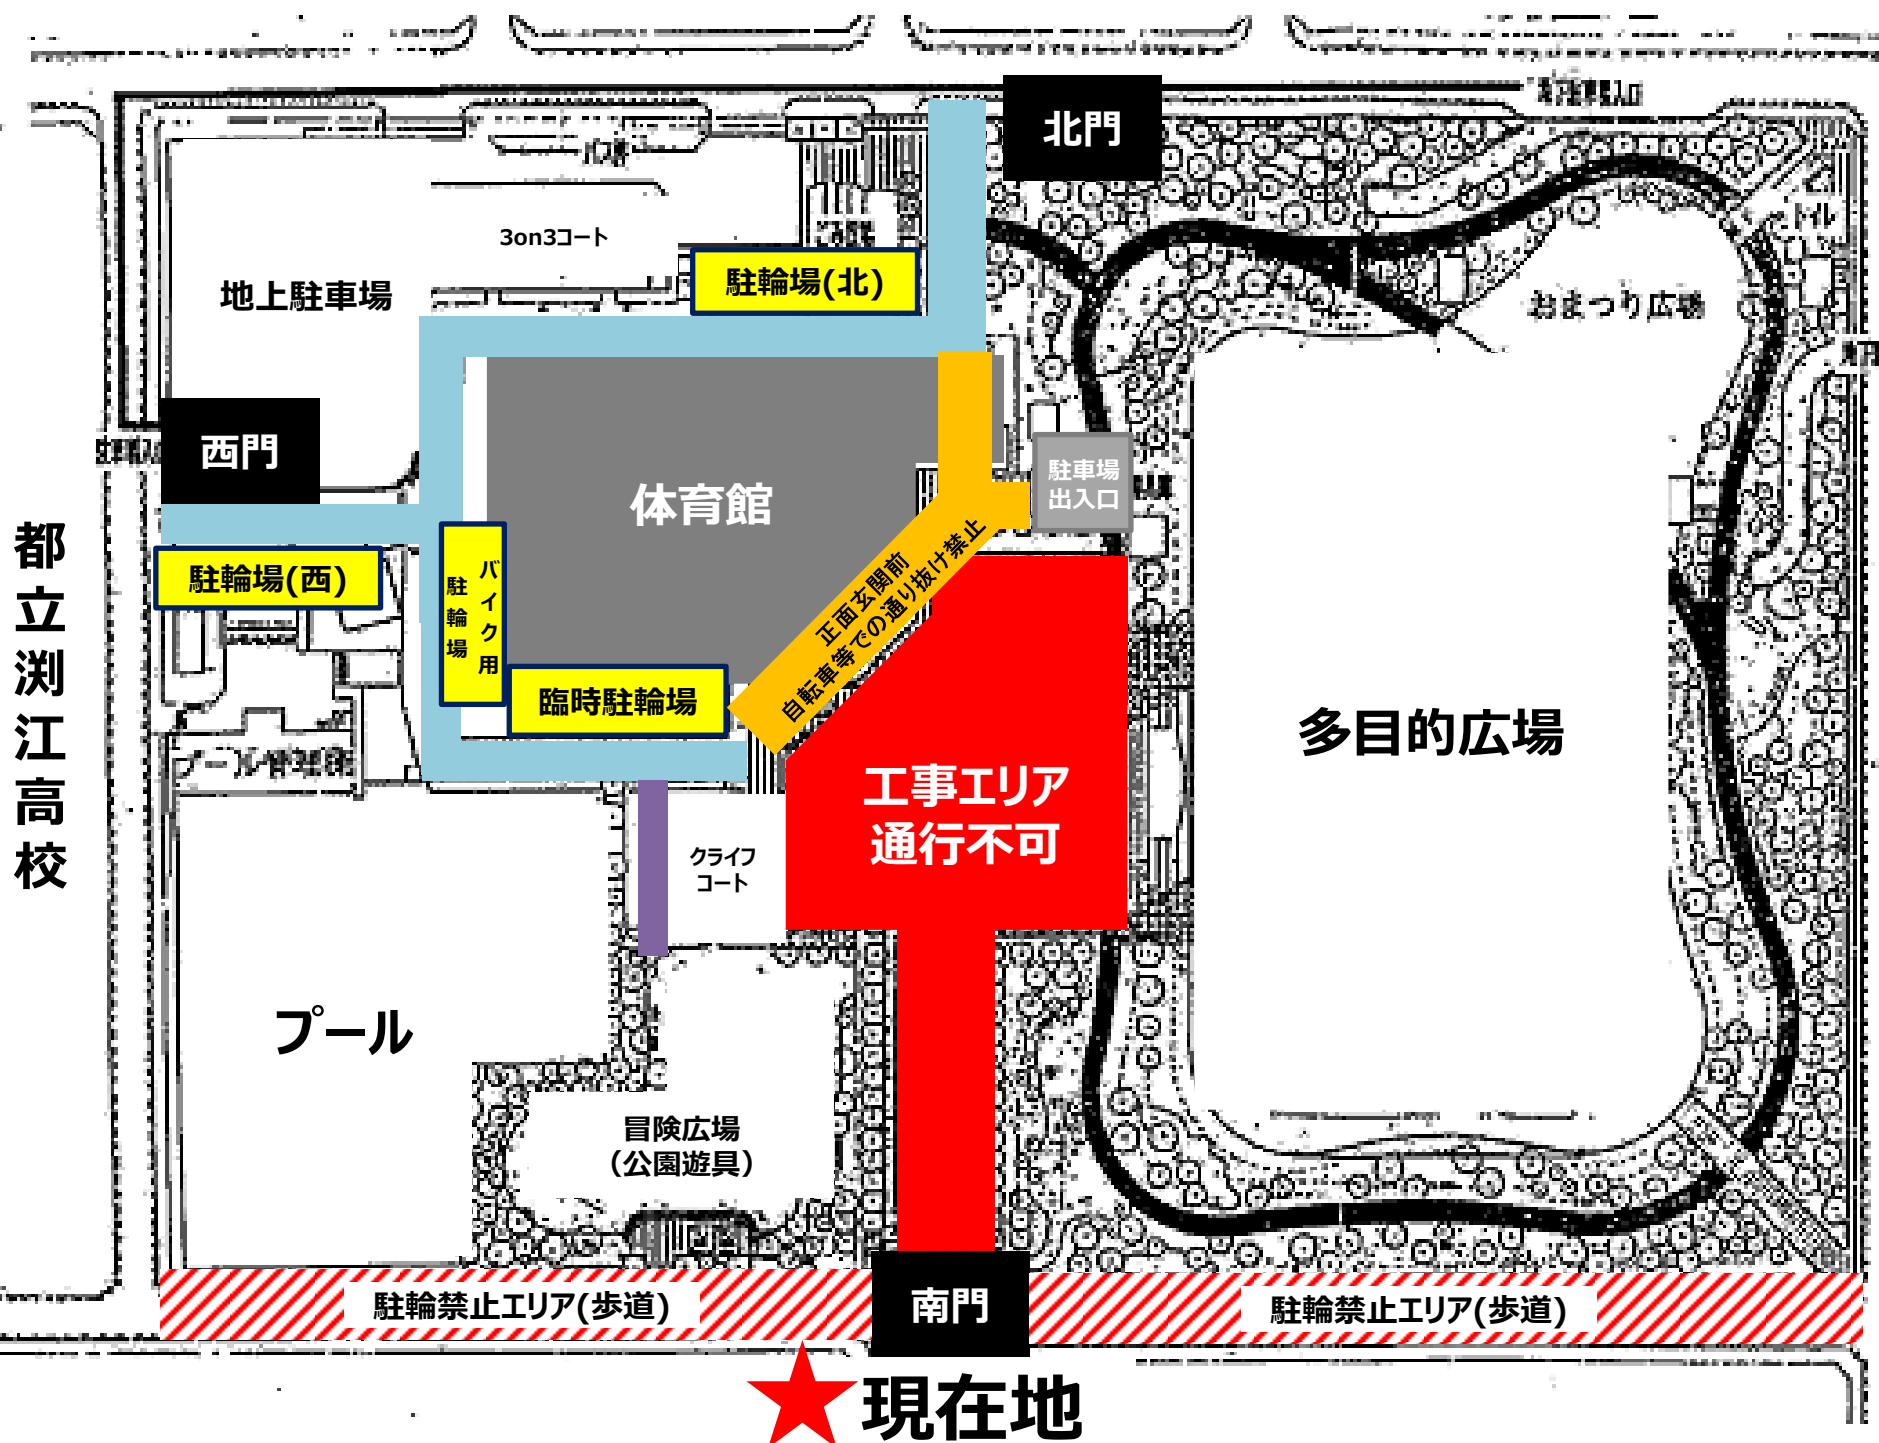 北門
3on3コート
駐輪場(北)
地上駐車場
トイル
おまつり広場
西門
体育館
駐車場
出入口
都立渕江高校
駐輪場(西)
バイク用
駐輪場
正面玄関前
自転車等での通り抜け禁止
臨時駐輪場
多目的広場
工事エリア
通行不可
クライフ
コート
プール
冒険広場
(公園遊具)
駐輪禁止エリア(歩道)
南門
駐輪禁止エリア(歩道)
★現在地